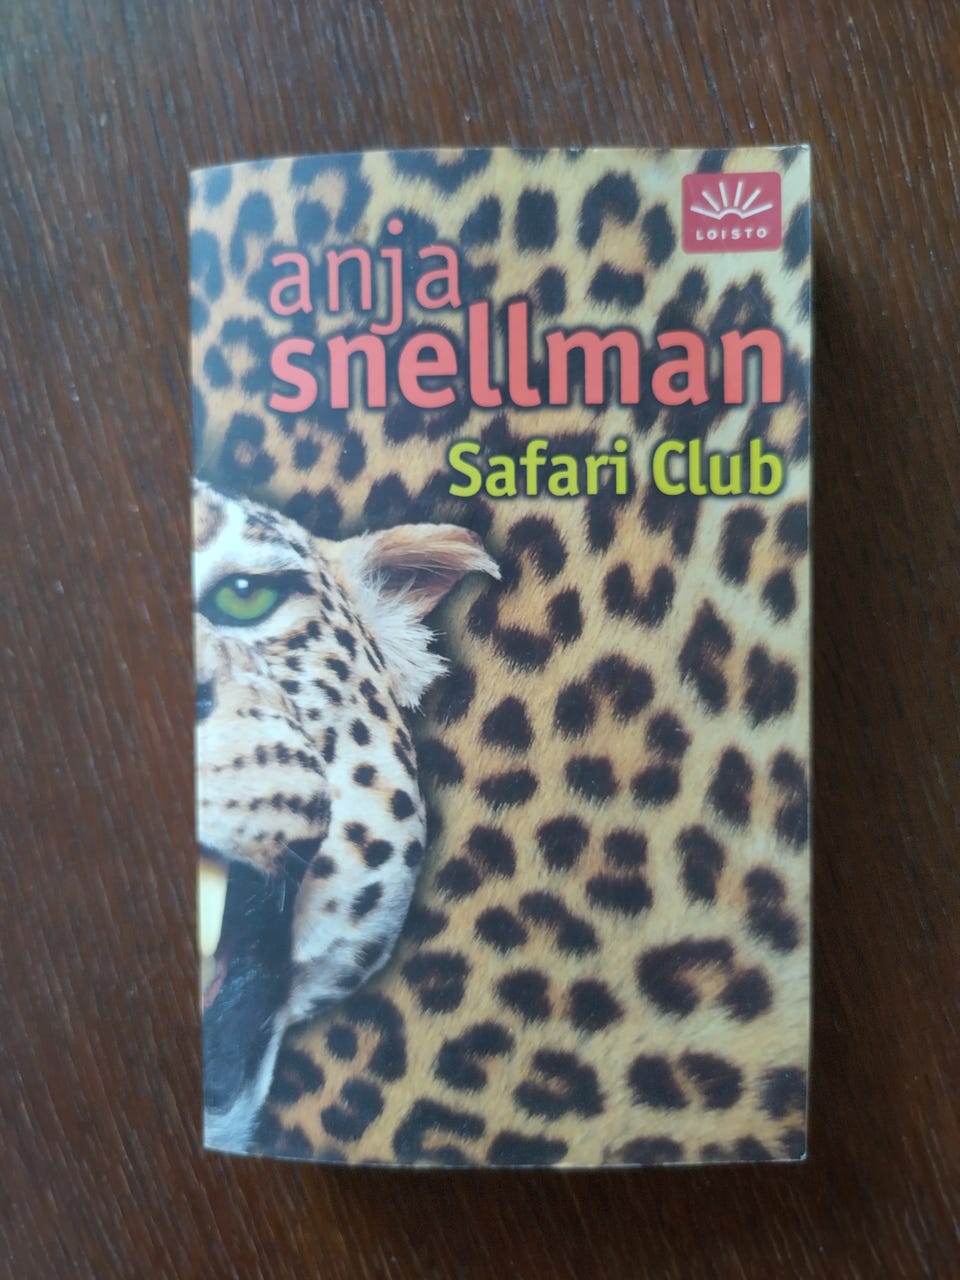 LOISTO
anja
snellman
Safari Club